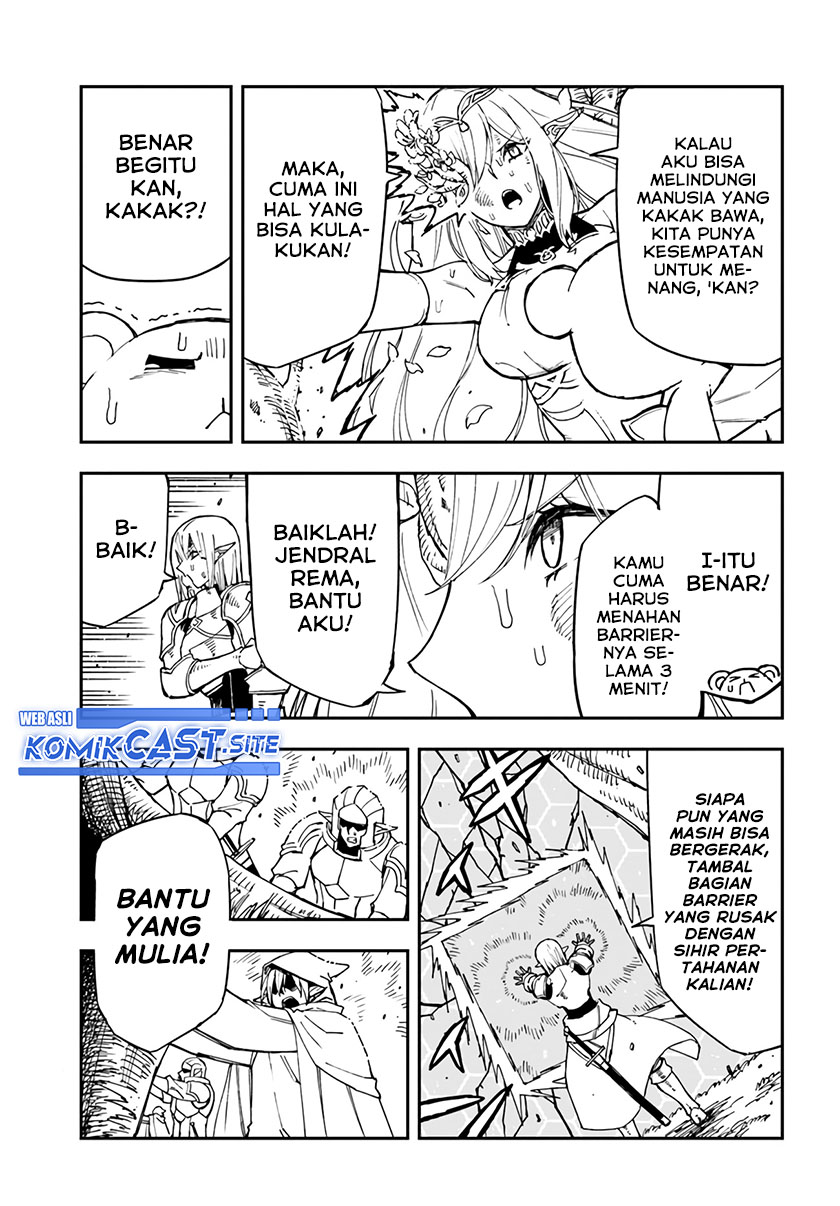 KALAU
AKU BISA
MELINDUNGI
MANUSIA YANG
KAKAK BAWA,
KITA PUNYA
KESEMPATAN
UNTUK ME-
NANG, 'KAN?
MAKA,
CUMA INI
HAL YANG
BISA KULA-
KUKAN!
BENAR
BEGITU
KAN,
KAKAK?!
I-ITU
BENAR!
KAMU
CUMA
HARUS
MENAHAN
BARRIER-
NYA SE-
LAMA 3
MENIT!
BAIKLAH!
JENDRAL
REMA,
BANTU
AKU!
B-
BAIK!
SIAPA
PUN YANG
MASIH BISA
BERGERAK,
TAMBAL
BAGIAN
BARRIER
YANG RUSAK
DENGAN
SIHIR PER-
TAHANAN
KALIAN!
BANTU
YANG
MULIA!
WEB ASLI
KOMIKCAST.SITE